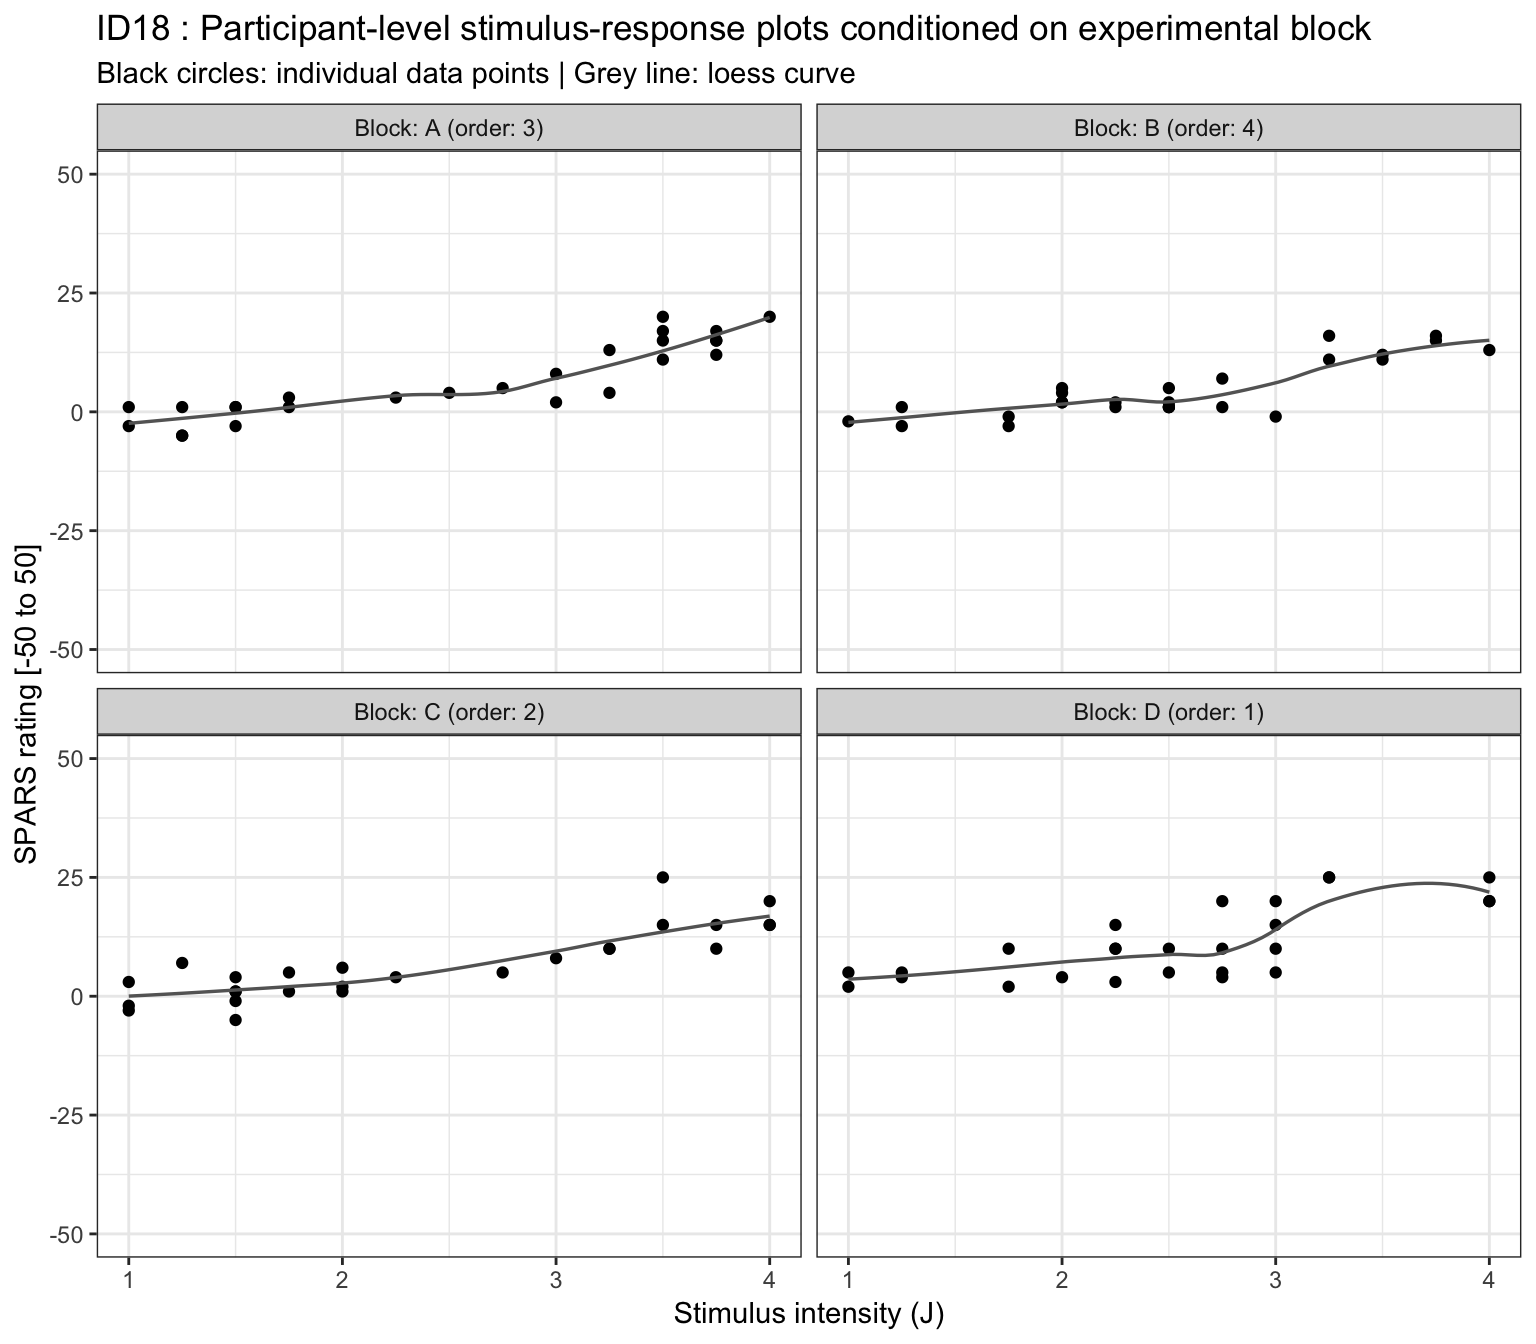 ID18 : Participant-level stimulus-response plots conditioned on experimental block
Black circles: individual data points | Grey line: loess curve
Block: A (order: 3)
Block: B (order: 4)
50
25
0
-25
-50
Block: C (order: 2)
Block: D (order: 1)
50
25
0
-25
-50
SPARS rating [-50 to 50]
1 2 3 4
1 2 3 4
Stimulus intensity (J)